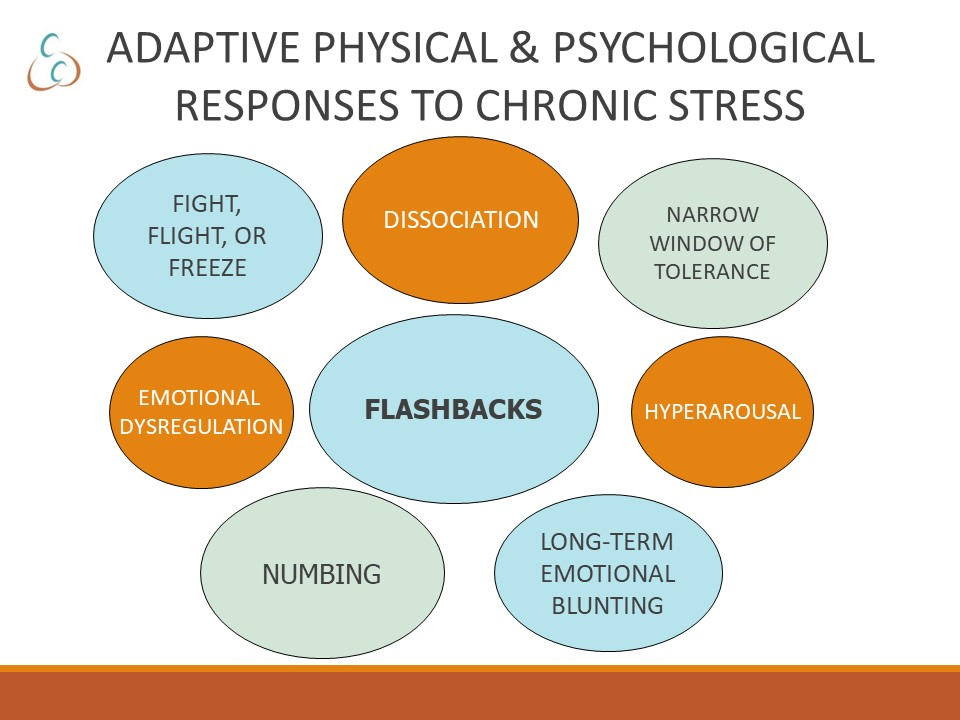 ADAPTIVE PHYSICAL & PSYCHOLOGICAL
RESPONSES TO CHRONIC STRESS
FIGHT,
FLIGHT, OR
FREEZE
DISSOCIATION
NARROW
WINDOW OF
TOLERANCE
EMOTIONAL
DYSREGULATION
FLASHBACKS
HYPERAROUSAL
NUMBING
LONG-TERM
EMOTIONAL
BLUNTING